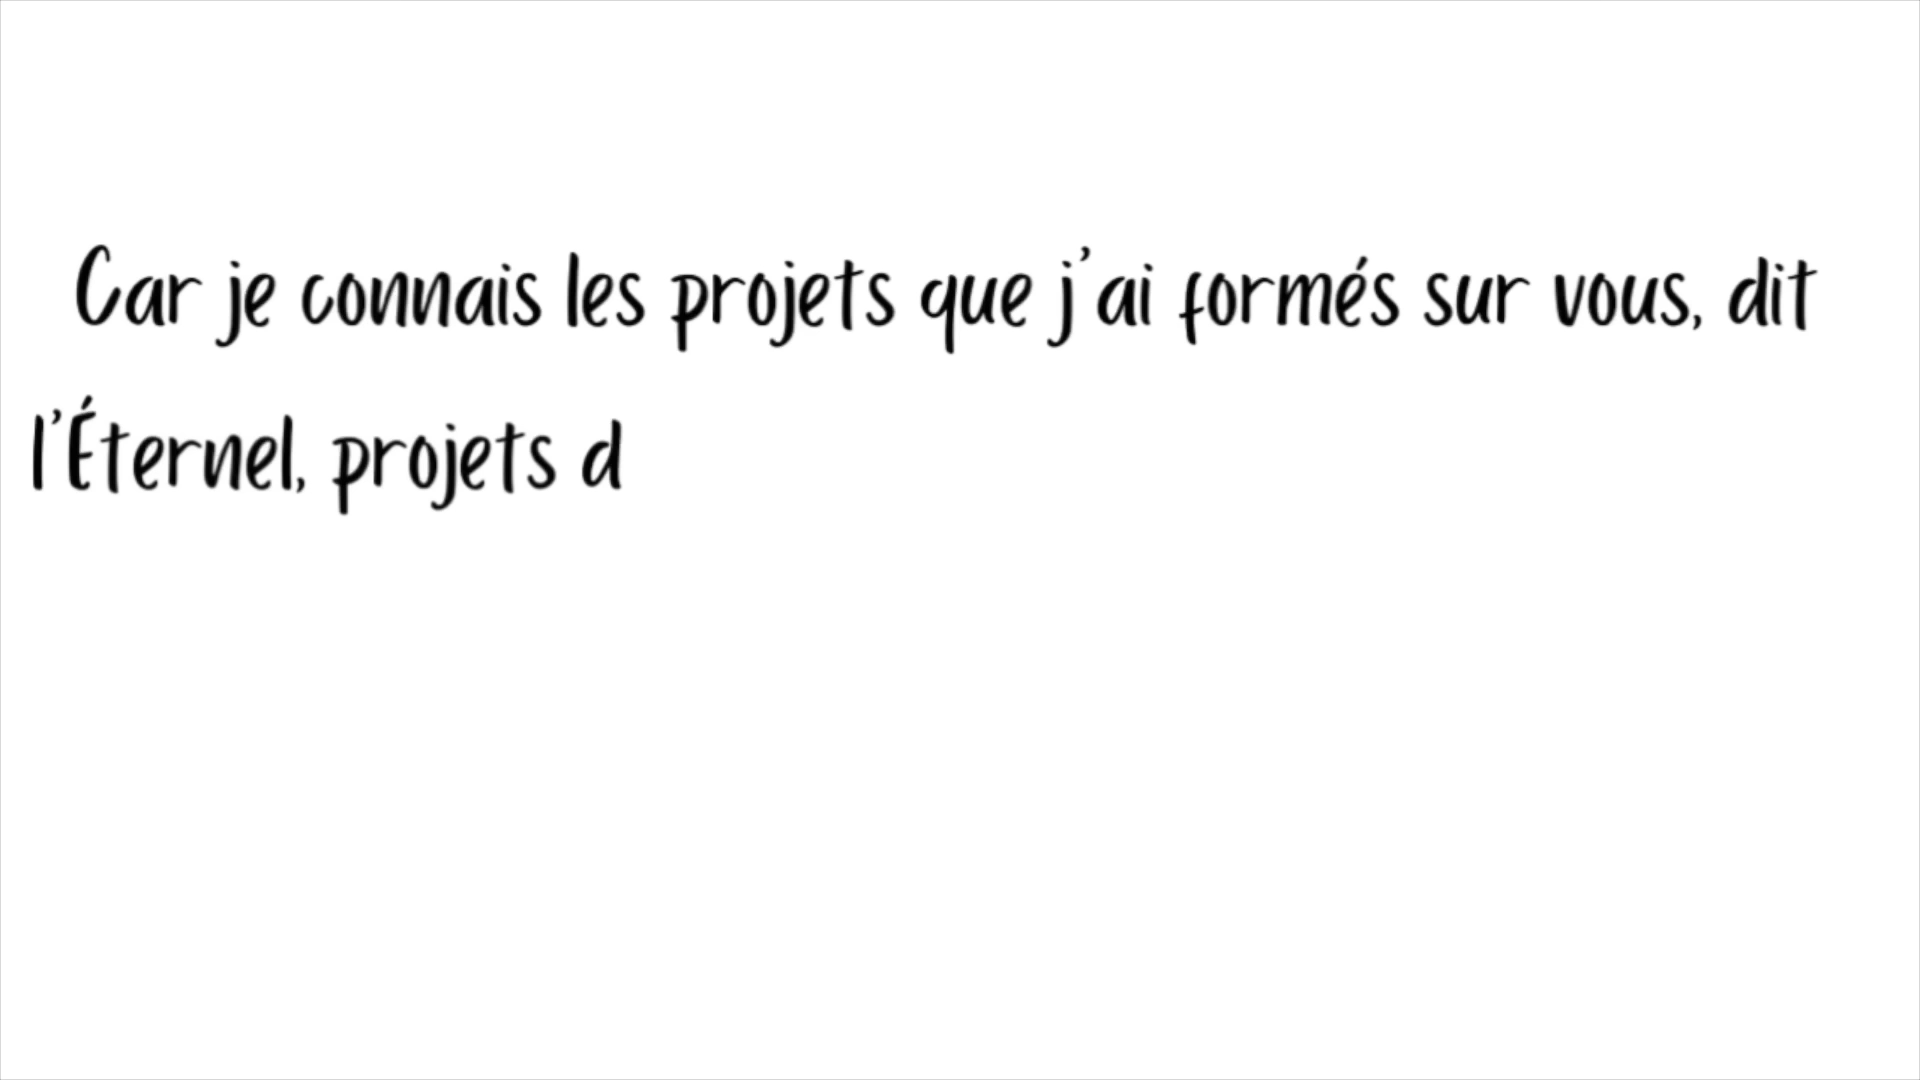 Car je connais les projets que j'ai formés sur vous, dit
l'Éternel, projets d